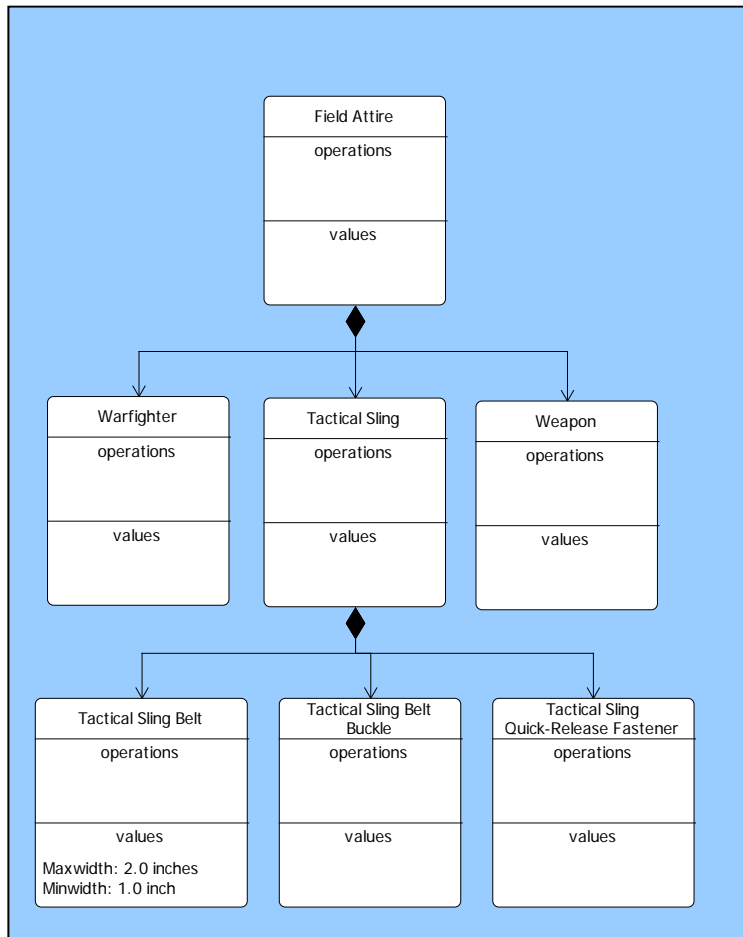 Field Attire
operations
values
Warfighter
operations
values
Tactical Sling
operations
values
Weapon
operations
values
Tactical Sling Belt
operations
values
Maxwidth: 2.0 inches
Minwidth: 1.0 inch
Tactical Sling Belt
Buckle
operations
values
Tactical Sling
Quick-Release Fastener
operations
values